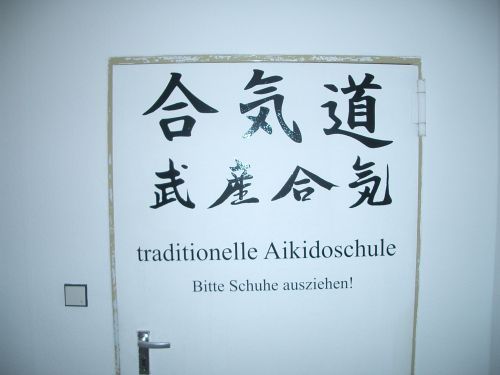 合気道
武産合気
traditionelle Aikidoschule
Bitte Schuhe ausziehen!